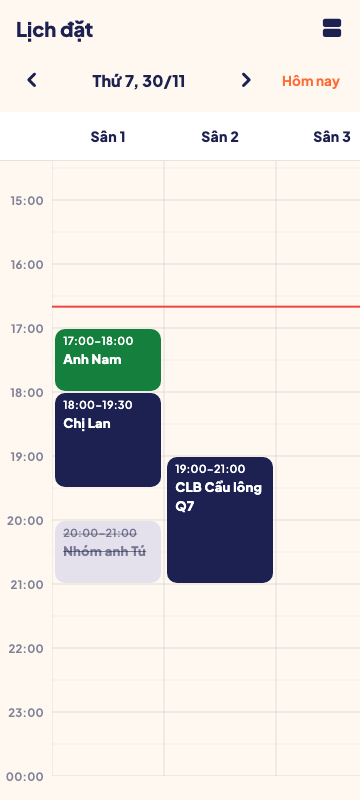 Lịch đặt
Thứ 7, 30/11
Hôm nay
Sân 1
Sân 2
Sân 3
15:00
16:00
17:00
17:00–18:00
Anh Nam
18:00
18:00–19:30
Chị Lan
19:00
19:00–21:00
CLB Cầu lông
Q7
20:00
20:00–21:00
Nhóm anh Tú
21:00
22:00
23:00
00:00